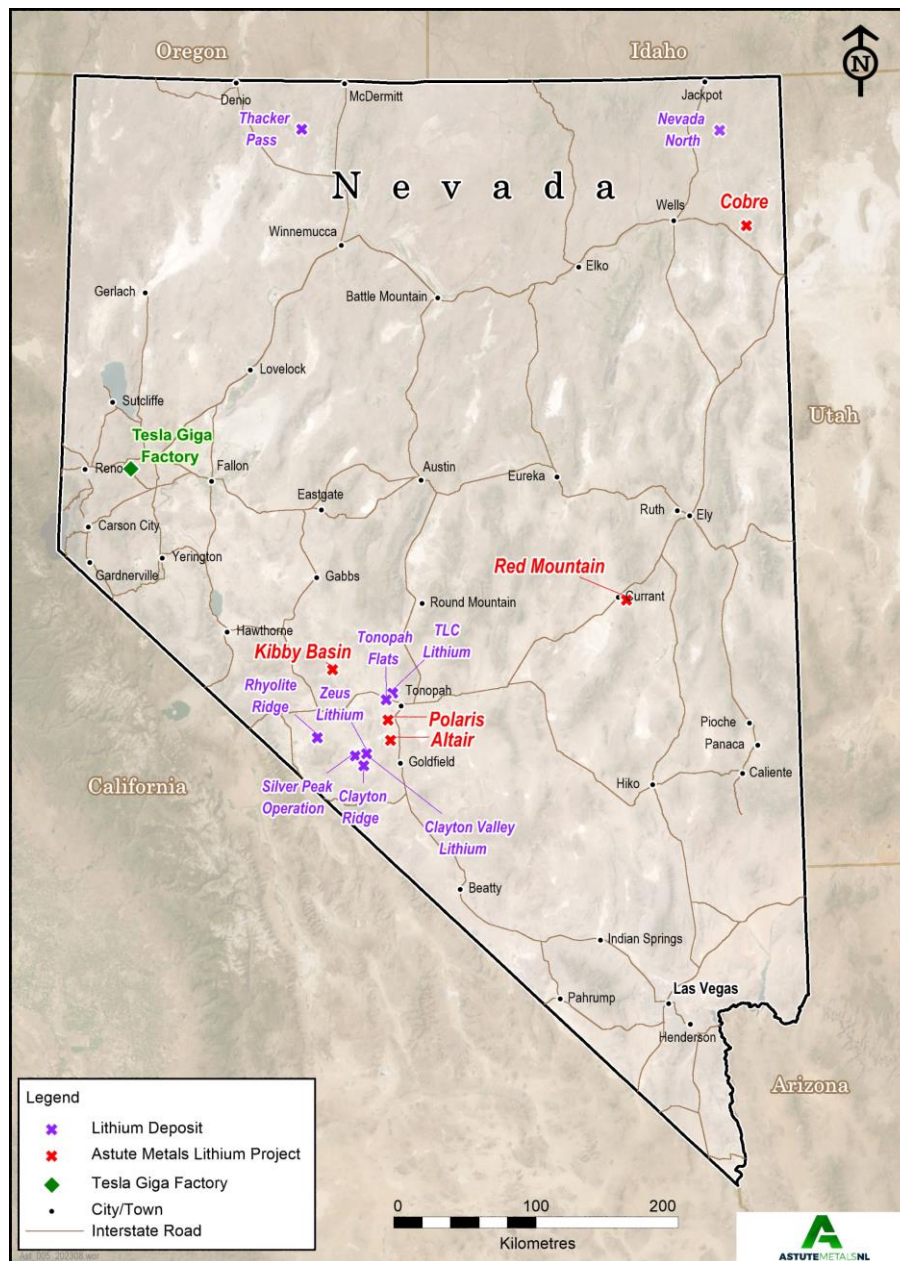 Oregon
Idaho
N
Denio
McDermitt
Jackpot
Thacker
Pass
Nevada
North
Nevada
Cobre
Wells
Winnemucca
Elko
Gerlach
Battle Mountain
Lovelock
Sutcliffe
Utah
Tesla Giga
Factory
Reno
Fallon
Austin
Eureka
Eastgate
Ruth
Ely
Carson City
Yerington
Gardnerville
Gabbs
Red Mountain
Currant
Round Mountain
Hawthorne
Tonopah
Flats
TLC
Lithium
Kibby Basin
Rhyolite
Ridge
Zeus
Lithium
Tonopah
Polaris
Altair
Pioche
Panaca
Goldfield
Caliente
California
Silver Peak
Operation
Clayton
Ridge
Hiko
Clayton Valley
Lithium
Beatty
Indian Springs
Pahrump
Las Vegas
Henderson
Arizona
Legend
Lithium Deposit
Astute Metals Lithium Project
Tesla Giga Factory
City/Town
Interstate Road
0 100 200
Kilometres
Ast_005_202308.wor
ASTUTEMETALSNL